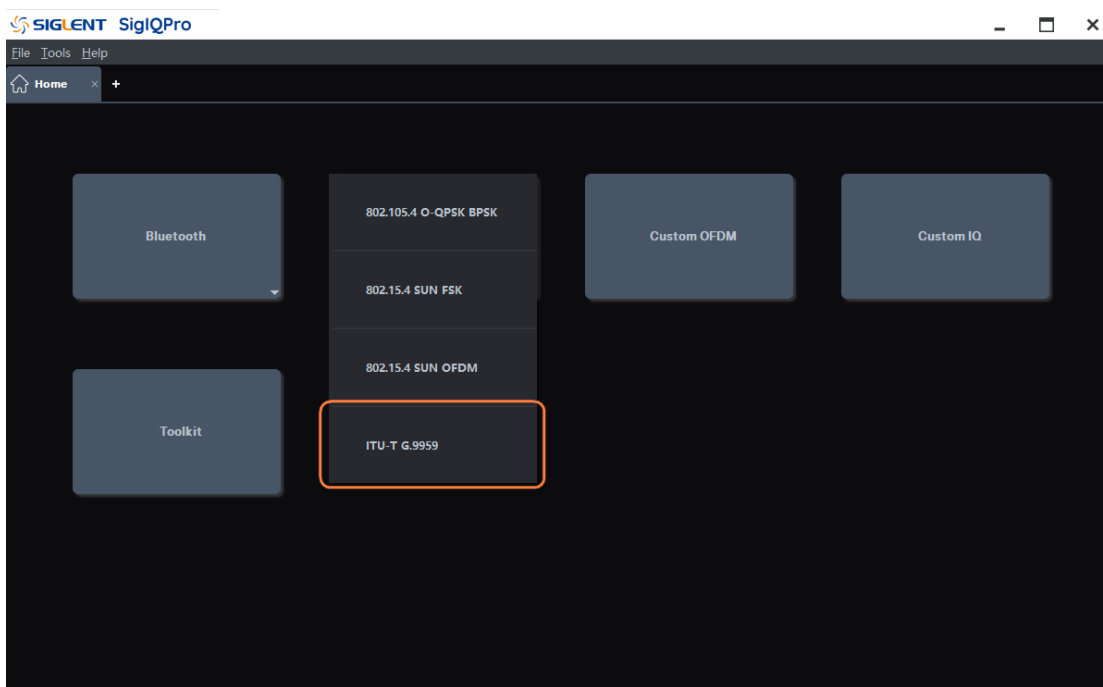 SIGLENT SigIQPro
File Tools Help
Home × +
Bluetooth
802.105.4 O-QPSK BPSK
802.15.4 SUN FSK
802.15.4 SUN OFDM
ITU-T G.9959
Custom OFDM
Custom IQ
Toolkit